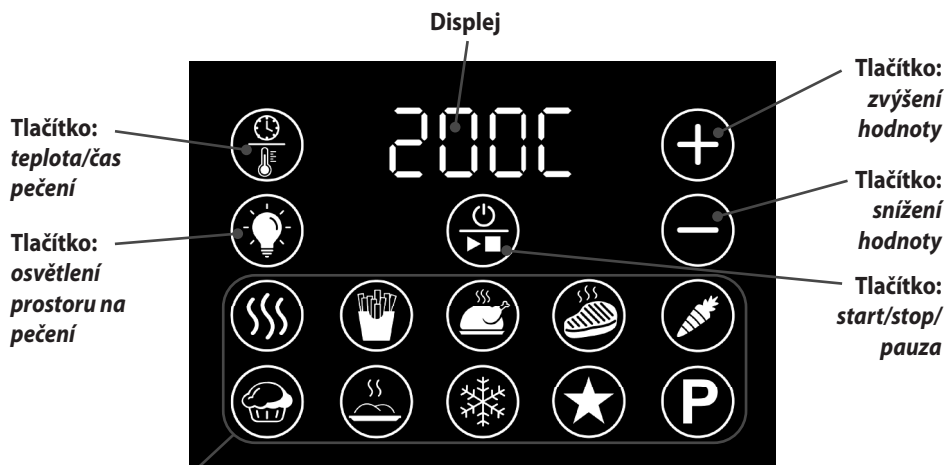 Displej
Tlačítko:
teplota/čas
pečení
Tlačítko:
osvětlení
prostoru na
pečení
200C
P
Tlačítko:
zvýšení
hodnoty
Tlačítko:
snížení
hodnoty
Tlačítko:
start/stop/
pauza